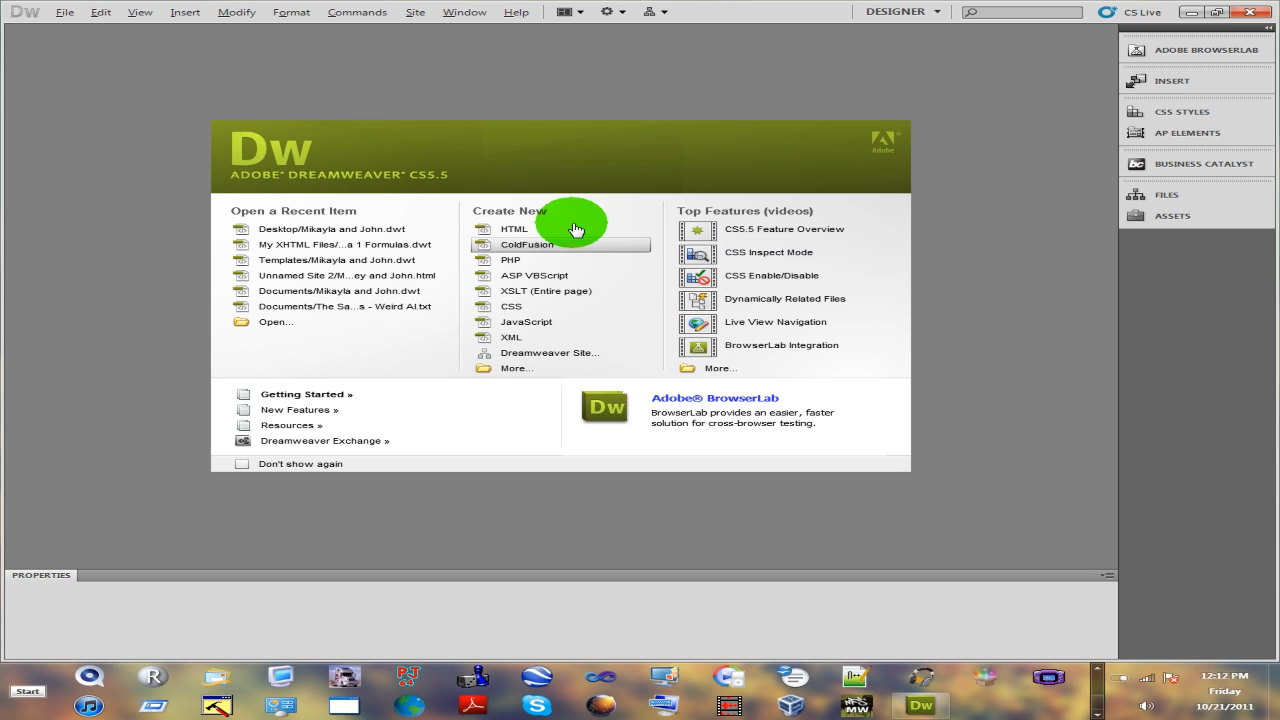 Dw File Edit View Insert Modify Format Commands Site Window Help DESIGNER CS Live
Dw
Adobe®
ADOBE® DREAMWEAVER® CS5.5
Open a Recent Item
Desktop/Mikayla and John.dwt
My XHTML Files/...a 1 Formulas.dwt
Templates/Mikayla and John.dwt
Unnamed Site 2/M...ey and John.html
Documents/Mikayla and John.dwt
Documents/The Sa...s - Weird Al.txt
Open...
Create New
HTML
ColdFusion
PHP
ASP VBScript
XSLT (Entire page)
CSS
JavaScript
XML
Dreamweaver Site...
More...
Top Features (videos)
CS5.5 Feature Overview
CSS Inspect Mode
CSS Enable/Disable
Dynamically Related Files
Live View Navigation
BrowserLab Integration
More...
Getting Started »
New Features »
Resources »
Dreamweaver Exchange »
Dw
Adobe® BrowserLab
BrowserLab provides an easier, faster
solution for cross-browser testing.
Don't show again
ADOBE BROWSERLAB
INSERT
CSS STYLES
AP ELEMENTS
bc BUSINESS CATALYST
FILES
ASSETS
PROPERTIES
Start
R
Dw
12:12 PM
Friday
10/21/2011